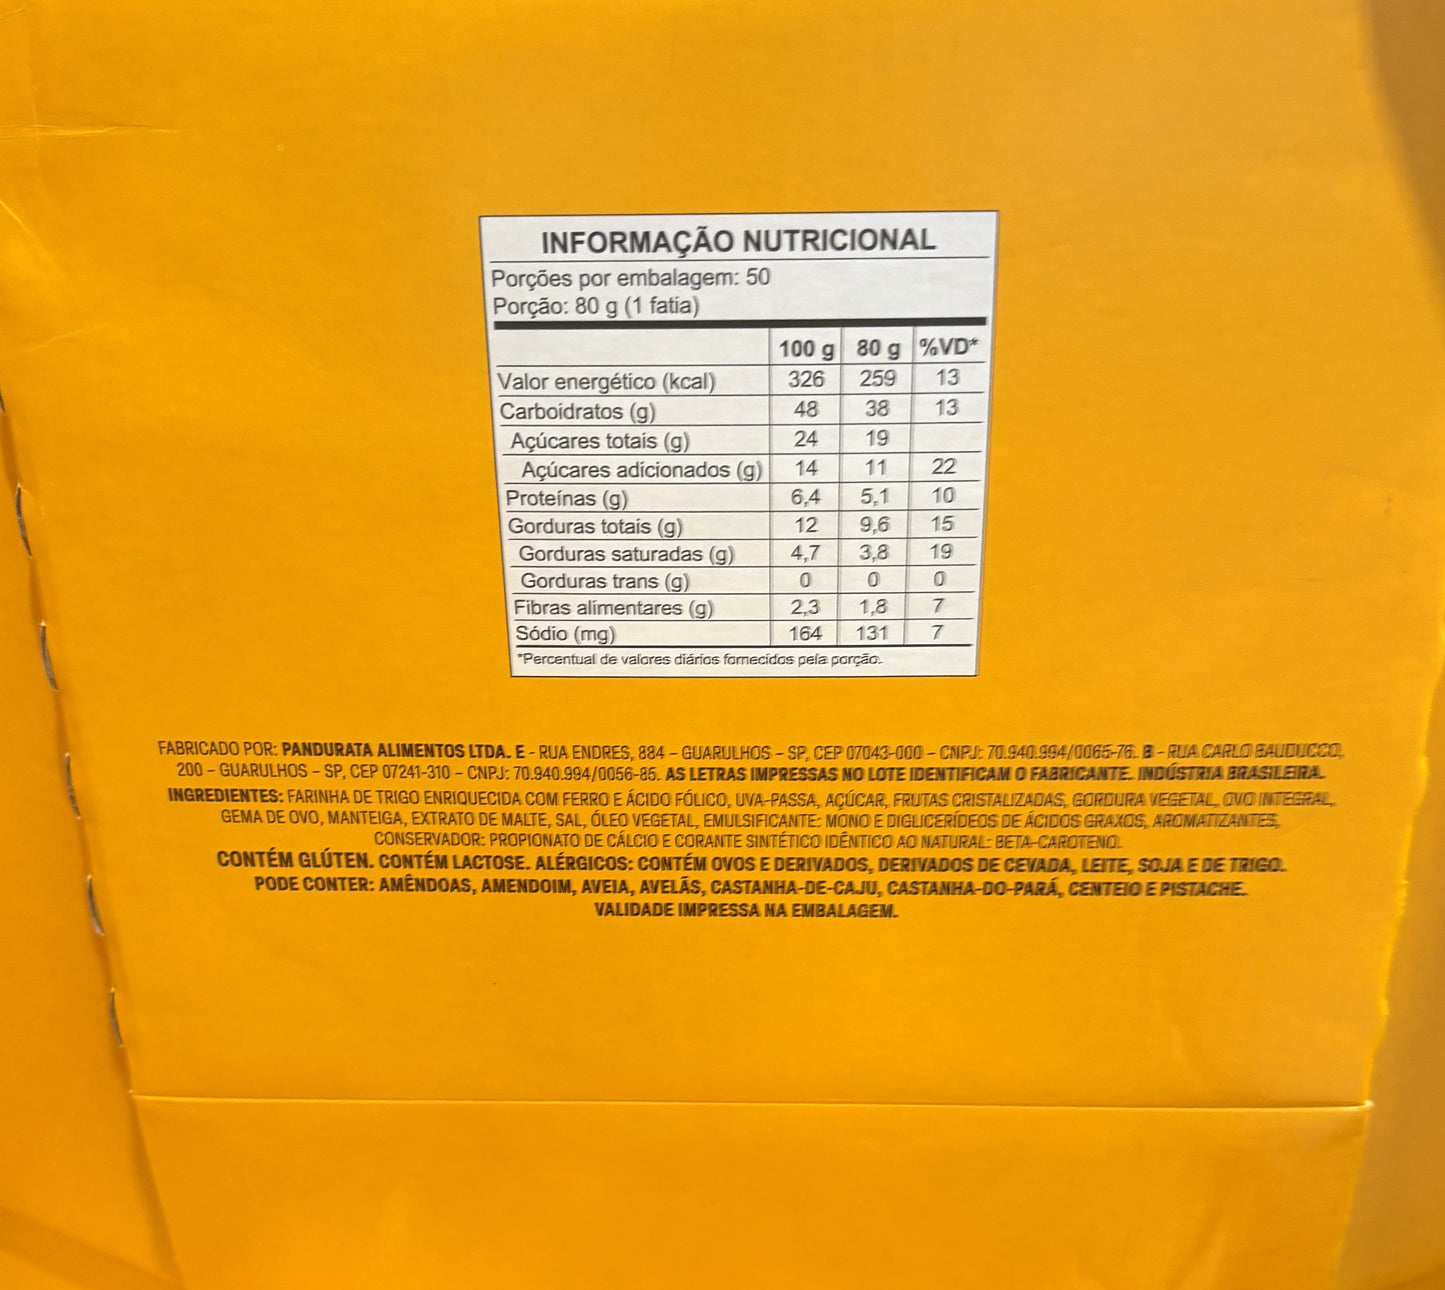 INFORMAÇÃO NUTRICIONAL
Porções por embalagem: 50
Porção: 80 g (1 fatia)
100 g 80 g %VD*
Valor energético (kcal) 326 259 13
Carboidratos (g) 48 38 13
Açúcares totais (g) 24 19
Açúcares adicionados (g) 14 11 22
Proteínas (g) 6,4 5,1 10
Gorduras totais (g) 12 9,6 15
Gorduras saturadas (g) 4,7 3,8 19
Gorduras trans (g) 0 0 0
Fibras alimentares (g) 2,3 1,8 7
Sódio (mg) 164 131 7
*Percentual de valores diários fornecidos pela porção.
FABRICADO POR: PANDURATA ALIMENTOS LTDA. E - RUA ENDRES, 884 – GUARULHOS – SP, CEP 07043-000 – CNPJ: 70.940.994/0065-76. B - RUA CARLO BAUDUCCO,
200 – GUARULHOS – SP, CEP 07241-310 – CNPJ: 70.940.994/0056-85. AS LETRAS IMPRESSAS NO LOTE IDENTIFICAM O FABRICANTE. INDÚSTRIA BRASILEIRA.
INGREDIENTES: FARINHA DE TRIGO ENRIQUECIDA COM FERRO E ÁCIDO FÓLICO, UVA-PASSA, AÇÚCAR, FRUTAS CRISTALIZADAS, GORDURA VEGETAL, OVO INTEGRAL,
GEMA DE OVO, MANTEIGA, EXTRATO DE MALTE, SAL, ÓLEO VEGETAL, EMULSIFICANTE: MONO E DIGLICERÍDEOS DE ÁCIDOS GRAXOS, AROMATIZANTES,
CONSERVADOR: PROPIONATO DE CÁLCIO E CORANTE SINTÉTICO IDÊNTICO AO NATURAL: BETA-CAROTENO.
CONTÉM GLÚTEN. CONTÉM LACTOSE. ALÉRGICOS: CONTÉM OVOS E DERIVADOS, DERIVADOS DE CEVADA, LEITE, SOJA E DE TRIGO.
PODE CONTER: AMÊNDOAS, AMENDOIM, AVEIA, AVELÃS, CASTANHA-DE-CAJU, CASTANHA-DO-PARÁ, CENTEIO E PISTACHE.
VALIDADE IMPRESSA NA EMBALAGEM.